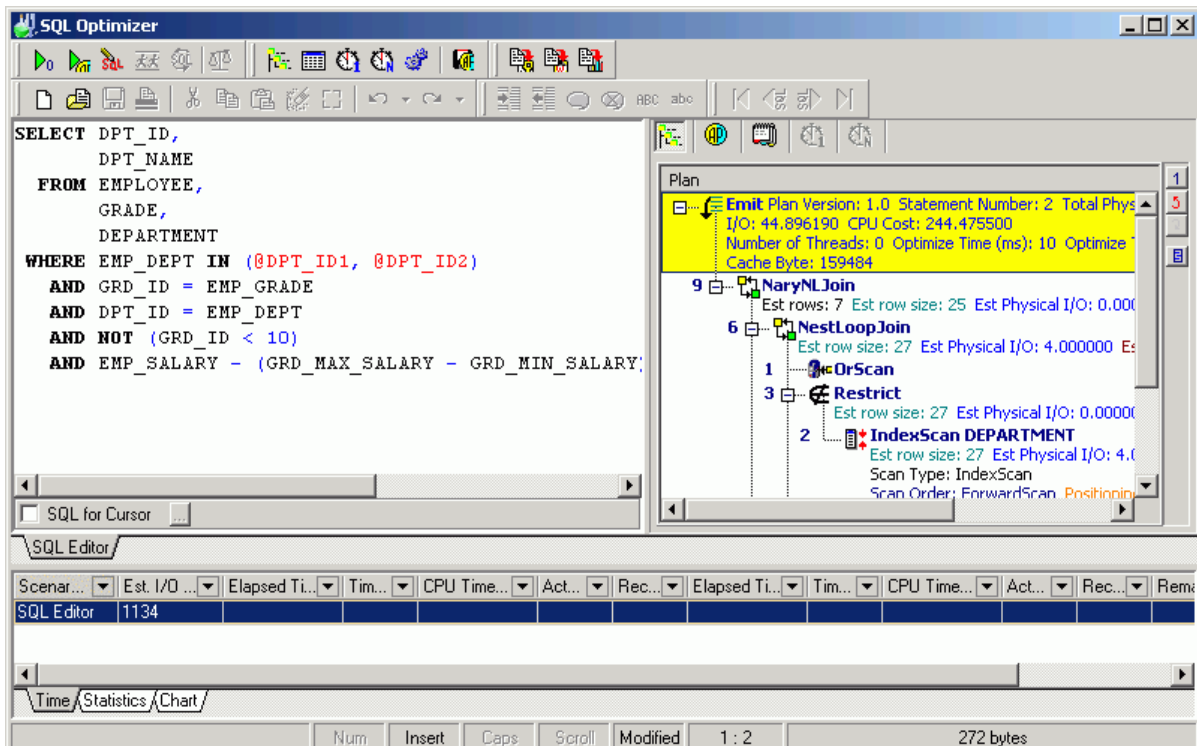 SQL Optimizer
SELECT DPT_ID,
DPT_NAME
FROM EMPLOYEE,
GRADE,
DEPARTMENT
WHERE EMP_DEPT IN (@DPT_ID1, @DPT_ID2)
AND GRD_ID = EMP_GRADE
AND DPT_ID = EMP_DEPT
AND NOT (GRD_ID < 10)
AND EMP_SALARY - (GRD_MAX_SALARY - GRD_MIN_SALARY)
SQL for Cursor ...
SQL Editor
ABC abc
Plan
Emit Plan Version: 1.0 Statement Number: 2 Total Phys
I/O: 44.896190 CPU Cost: 244.475500
Number of Threads: 0 Optimize Time (ms): 10 Optimize
Cache Byte: 159484
9 NaryNLJoin
Est rows: 7 Est row size: 25 Est Physical I/O: 0.000
6 NestLoopJoin
Est row size: 27 Est Physical I/O: 4.000000 Es
1 OrScan
3 Restrict
Est row size: 27 Est Physical I/O: 0.00000
2 IndexScan DEPARTMENT
Est row size: 27 Est Physical I/O: 4.0
Scan Type: IndexScan
Scan Order: ForwardScan Positioning
1
5
Scenar... Est. I/O ... Elapsed Ti... Tim... CPU Time... Act... Rec... Elapsed Ti... Tim... CPU Time... Act... Rec... Rema
SQL Editor 1134
Time Statistics Chart
Num Insert Caps Scroll Modified 1 : 2 272 bytes